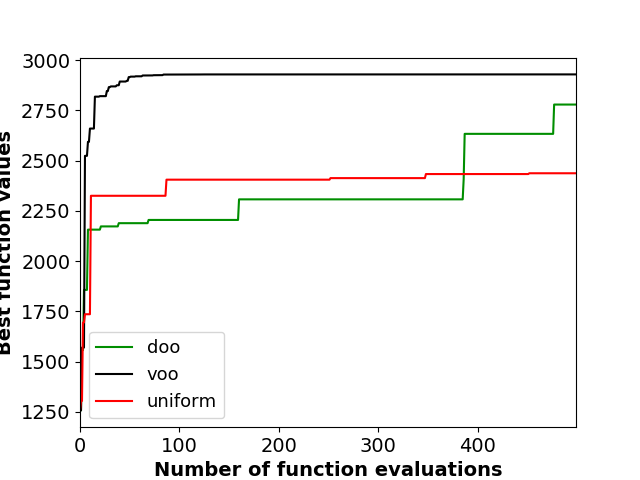 3000
2750
2500
2250
2000
1750
1500
1250
Best function values
doo
voo
uniform
0 100 200 300 400
Number of function evaluations